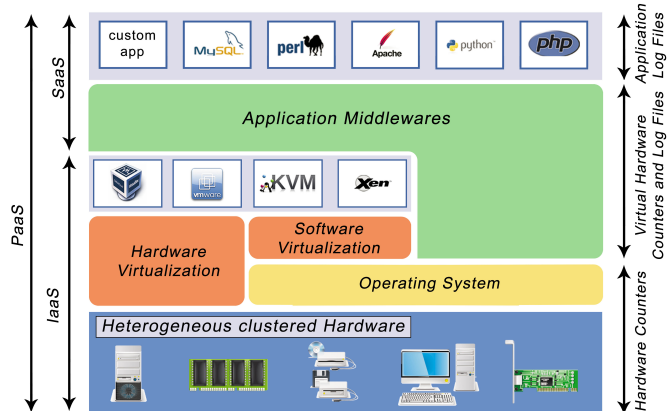 custom
app
MySQL
perl
Apache
python
php
Application
Log Files
SaaS
Application Middlewares
Virtual Hardware
Counters and Log Files
PaaS
vmware
KVM
Xen
Software
Virtualization
Hardware
Virtualization
IaaS
Operating System
Heterogeneous clustered Hardware
Hardware Counters